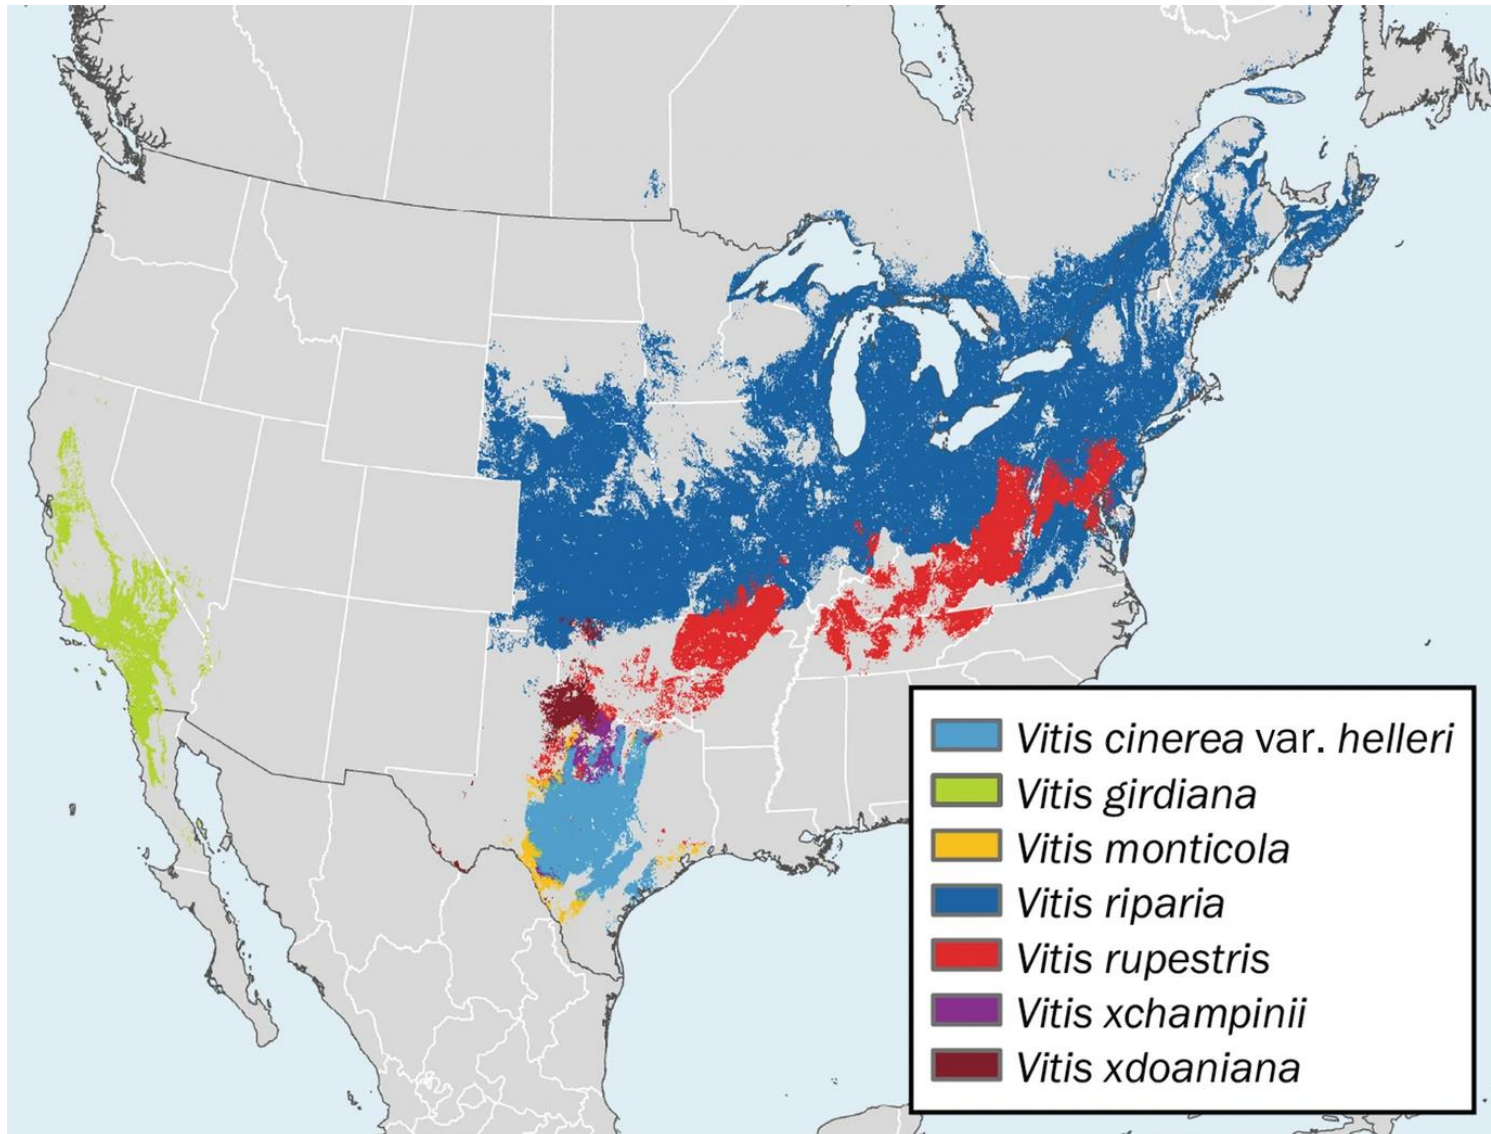 Vitis cinerea var. helleri
Vitis girdiana
Vitis monticola
Vitis riparia
Vitis rupestris
Vitis xchampinii
Vitis xdoaniana